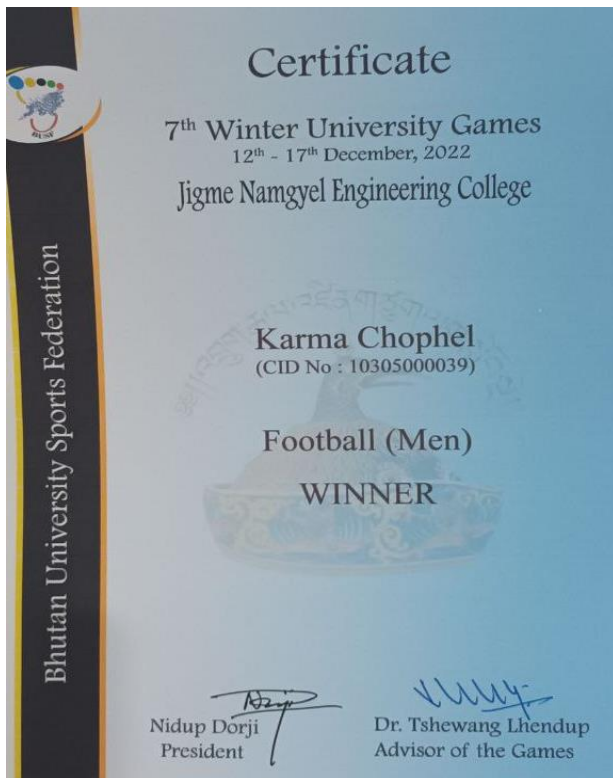 Certificate
7th Winter University Games
12th - 17th December, 2022
Jigme Namgyel Engineering College
Bhutan University Sports Federation
Karma Chophel
(CID No : 10305000039)
Football (Men)
WINNER
Nidup Dorji
President
Dr. Tshewang Lhendup
Advisor of the Games